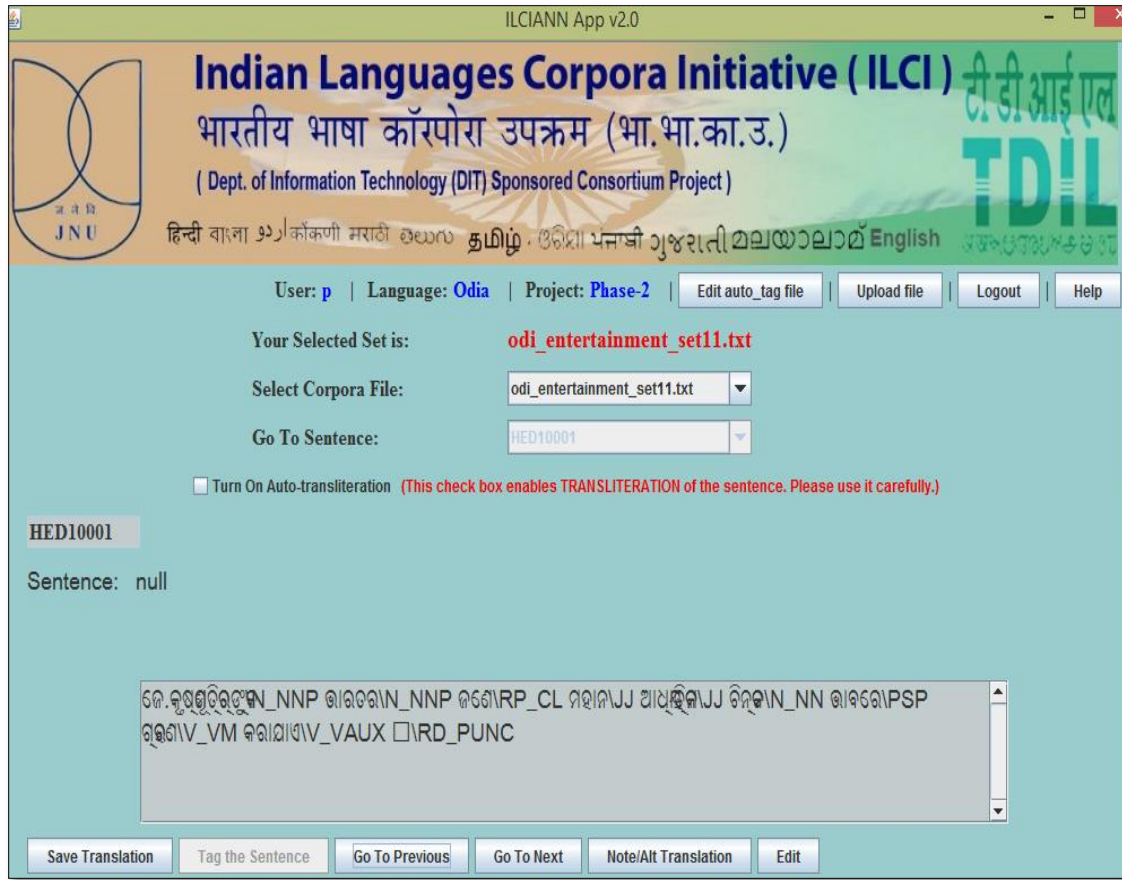 ILCIANN App v2.0
Indian Languages Corpora Initiative ( ILCI )
टी डी आई एल
भारतीय भाषा कॉरपोरा उपक्रम (भा.भा.का.उ.)
TDIL
( Dept. of Information Technology (DIT) Sponsored Consortium Project )
ज ने वि
JNU
हिन्दी বাংলা اردو कोंकणी मराठी తెలుగు தமிழ் ଓଡିଆ ਪੰਜਾਬੀ ગુજરાતી മലയാലമ് English
User: p | Language: Odia | Project: Phase-2 | Edit auto_tag file | Upload file | Logout | Help
Your Selected Set is: odi_entertainment_set11.txt
Select Corpora File: odi_entertainment_set11.txt
Go To Sentence: HED10001
Turn On Auto-transliteration (This check box enables TRANSLITERATION of the sentence. Please use it carefully.)
HED10001
Sentence: null
\N_NNP ଭାରତର\N_NNP ଜଣେ\RP_CL ମହାନ\JJ \JJ \N_NN ଭାବରେ\PSP
\V_VM କରାଯାଏ\V_VAUX □\RD_PUNC
Save Translation Tag the Sentence Go To Previous Go To Next Note/Alt Translation Edit